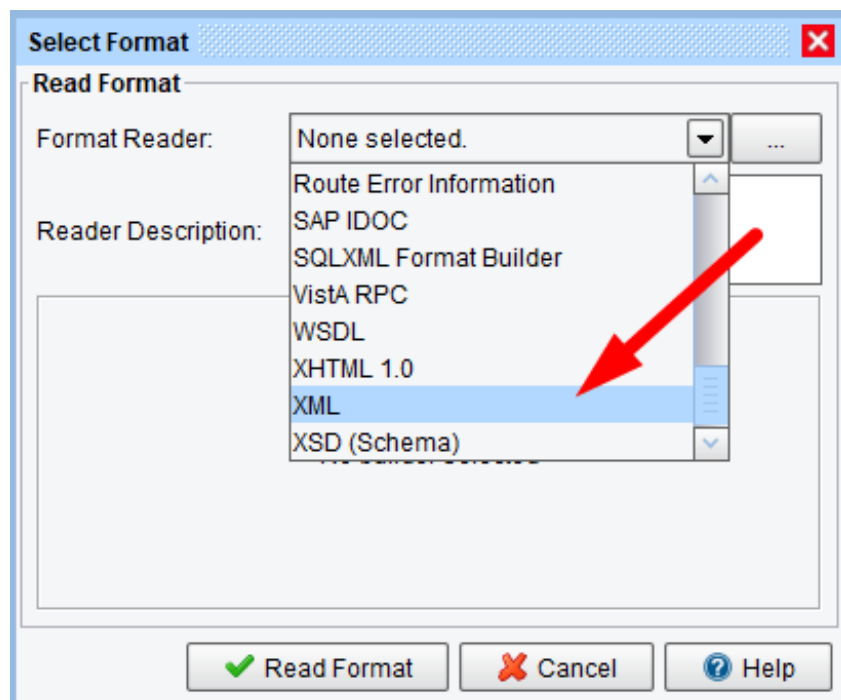 Select Format
Read Format
Format Reader:
None selected.
...
Route Error Information
Reader Description:
SAP IDOC
SQLXML Format Builder
VistA RPC
WSDL
XHTML 1.0
XML
XSD (Schema)
Read Format
Cancel
Help